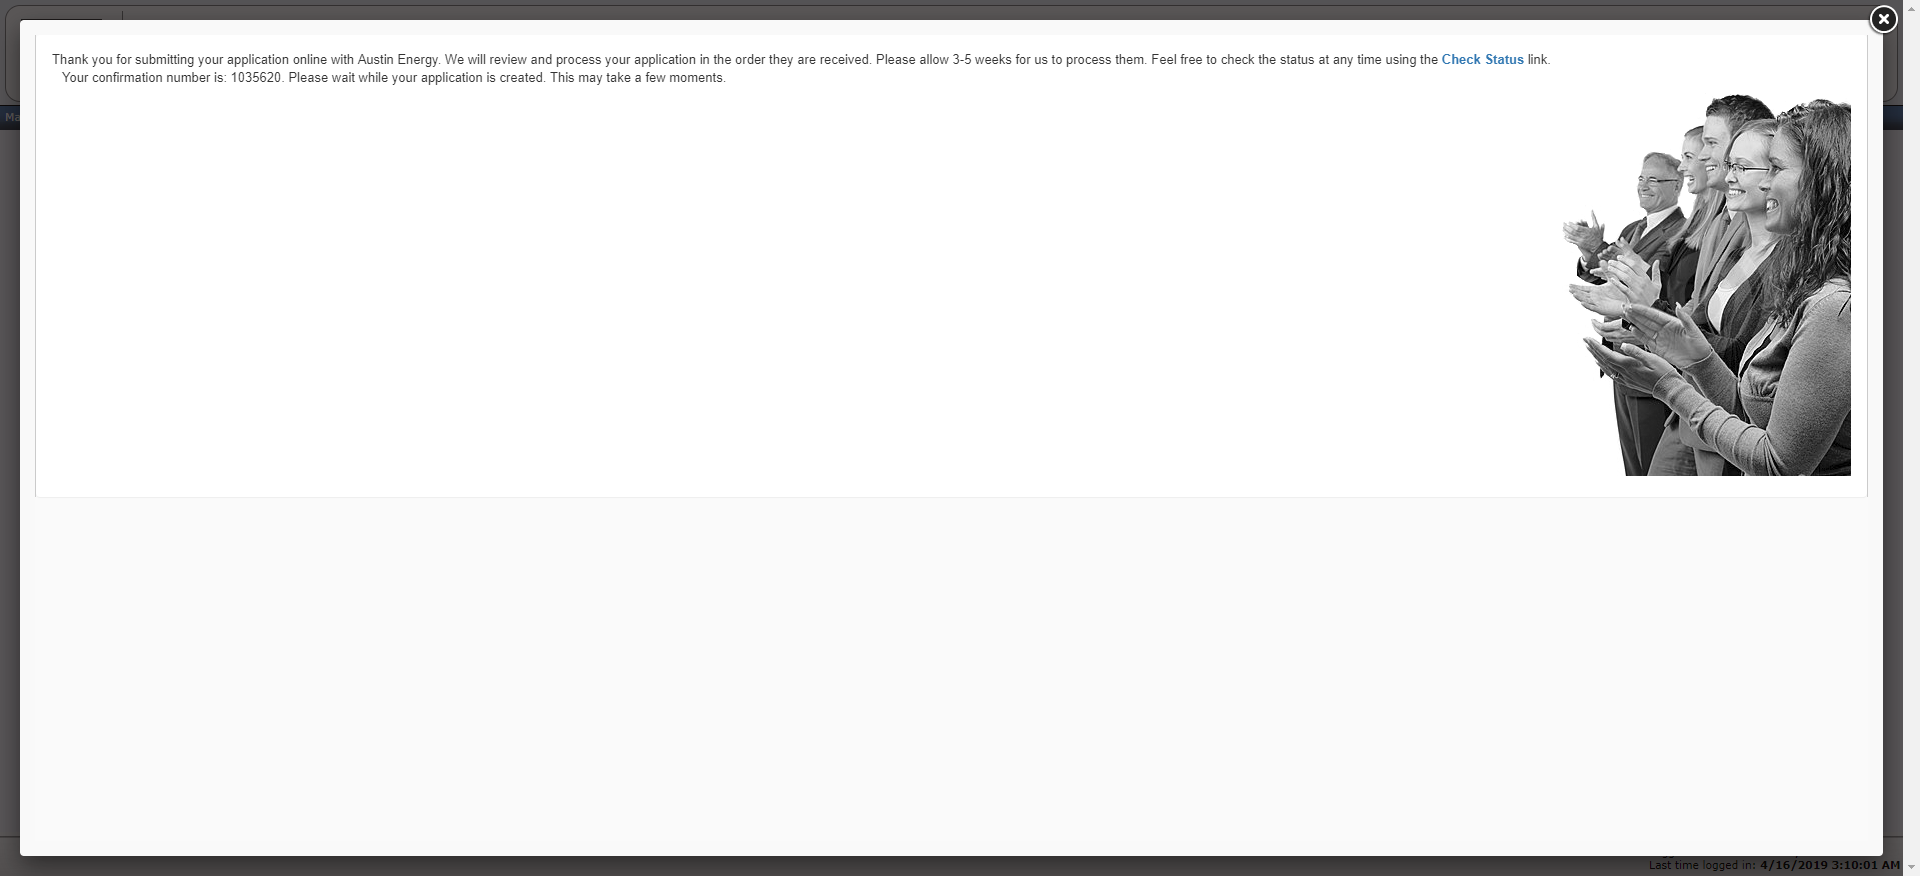 Thank you for submitting your application online with Austin Energy. We will review and process your application in the order they are received. Please allow 3-5 weeks for us to process them. Feel free to check the status at any time using the Check Status link.
Your confirmation number is: 1035620. Please wait while your application is created. This may take a few moments.
Ma
Last time logged in: 4/16/2019 3:10:01 AM